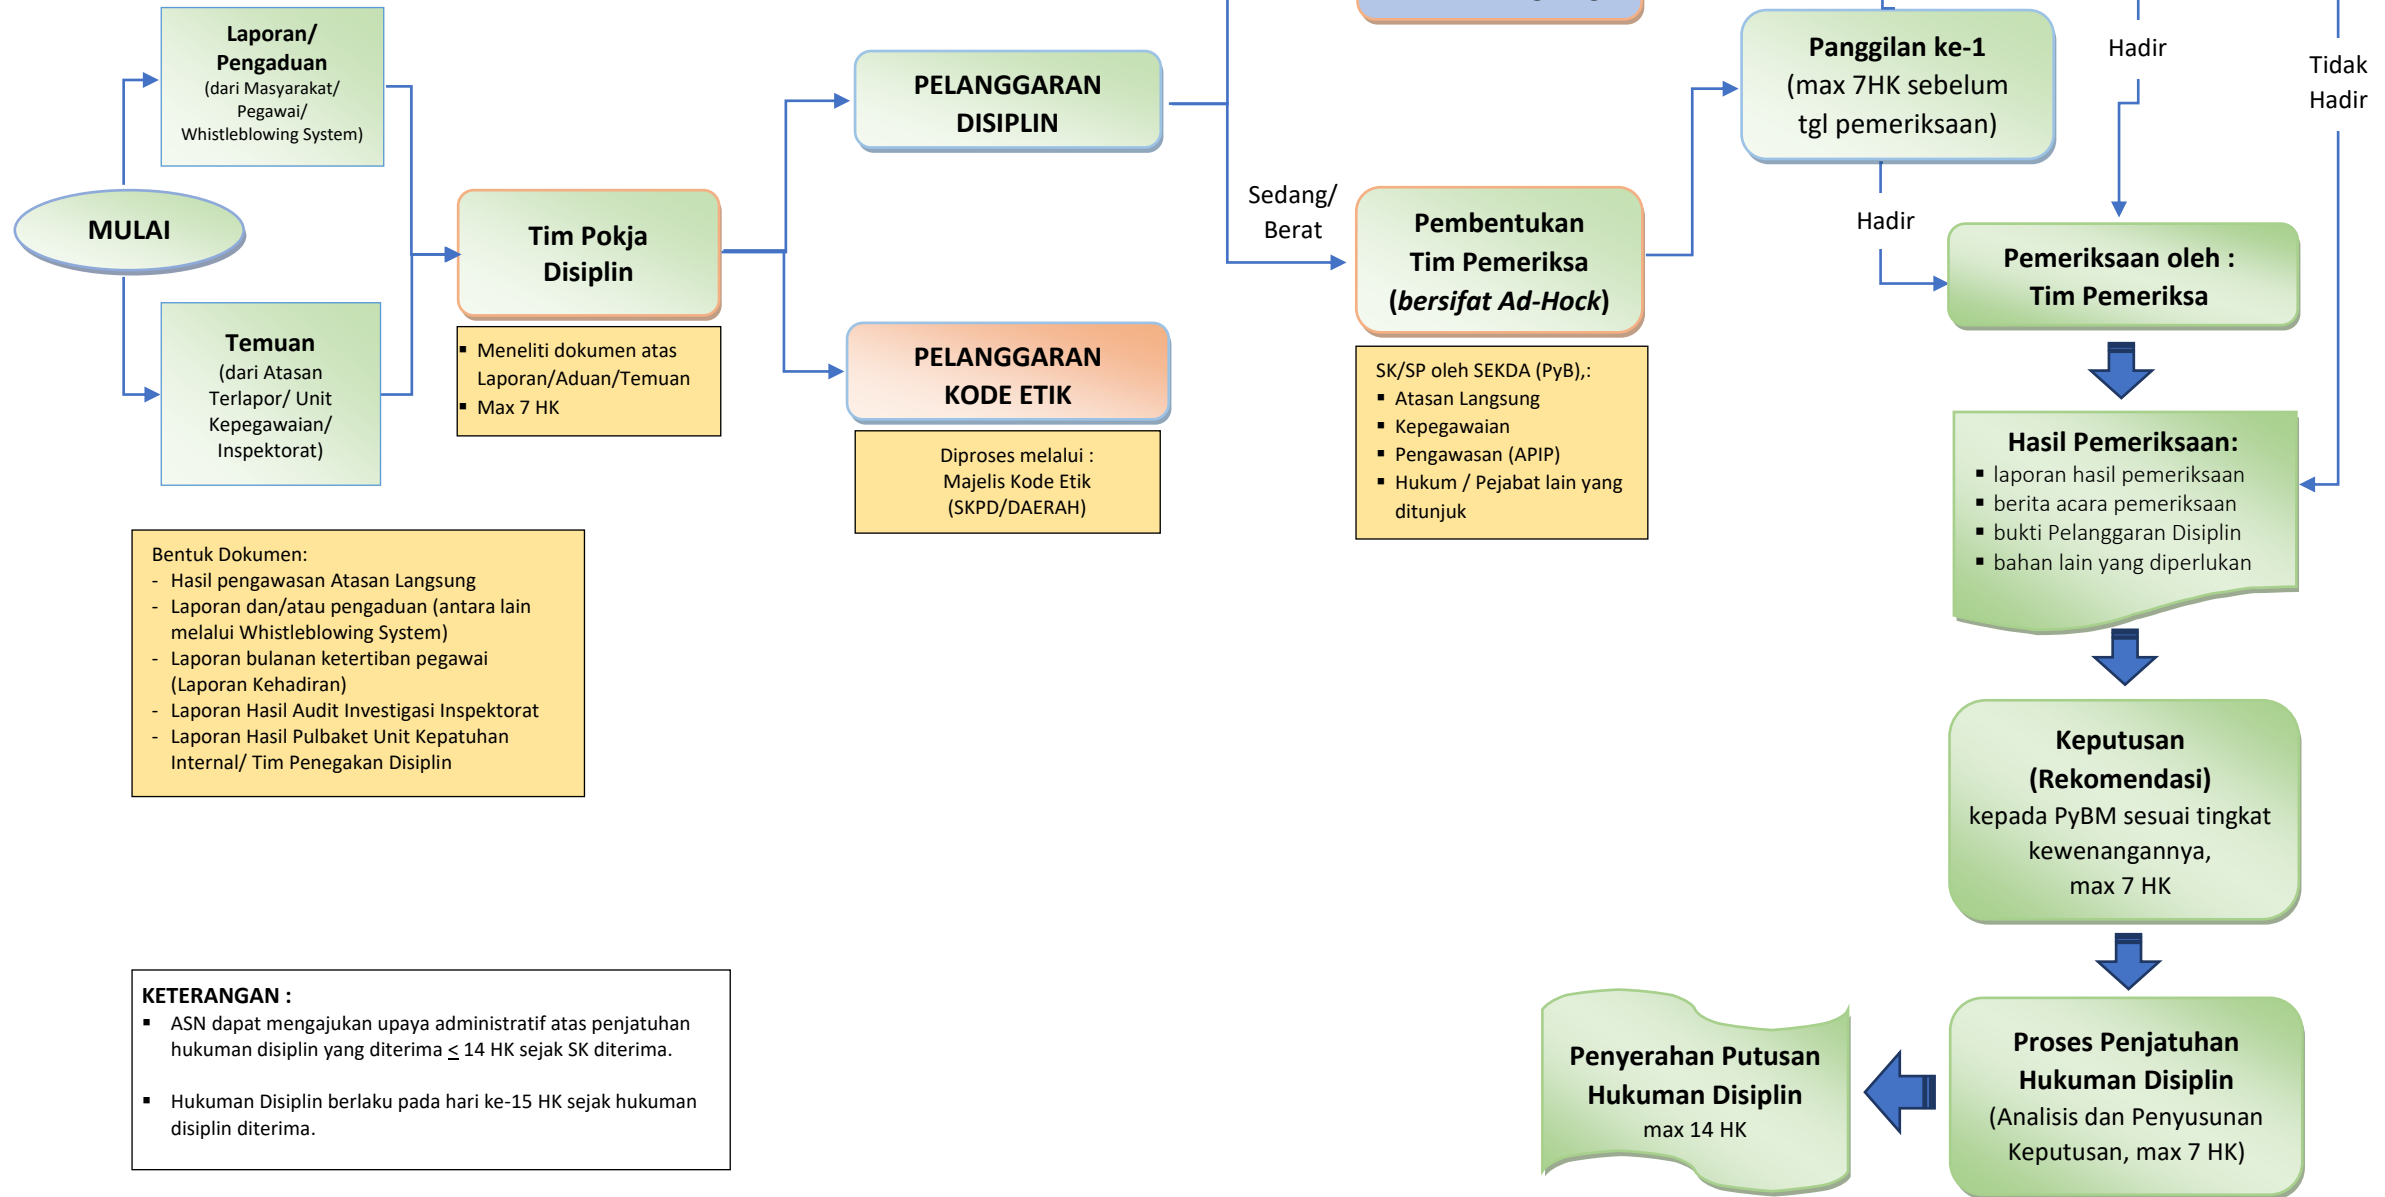 Laporan/
Pengaduan
(dari Masyarakat/
Pegawai/
Whistleblowing System)
MULAI
Temuan
(dari Atasan
Terlapor/ Unit
Kepegawaian/
Inspektorat)
Tim Pokja
Disiplin
▪ Meneliti dokumen atas
Laporan/Aduan/Temuan
▪ Max 7 HK
PELANGGARAN
DISIPLIN
PELANGGARAN
KODE ETIK
Diproses melalui :
Majelis Kode Etik
(SKPD/DAERAH)
Sedang/
Berat
Pembentukan
Tim Pemeriksa
(bersifat Ad-Hock)
SK/SP oleh SEKDA (PyB),:
▪ Atasan Langsung
▪ Kepegawaian
▪ Pengawasan (APIP)
▪ Hukum / Pejabat lain yang
ditunjuk
Panggilan ke-1
(max 7HK sebelum
tgl pemeriksaan)
Hadir
Hadir
Tidak
Hadir
Pemeriksaan oleh :
Tim Pemeriksa
Hasil Pemeriksaan:
▪ laporan hasil pemeriksaan
▪ berita acara pemeriksaan
▪ bukti Pelanggaran Disiplin
▪ bahan lain yang diperlukan
Keputusan
(Rekomendasi)
kepada PyBM sesuai tingkat
kewenangannya,
max 7 HK
Proses Penjatuhan
Hukuman Disiplin
(Analisis dan Penyusunan
Keputusan, max 7 HK)
Penyerahan Putusan
Hukuman Disiplin
max 14 HK
Bentuk Dokumen:
- Hasil pengawasan Atasan Langsung
- Laporan dan/atau pengaduan (antara lain
melalui Whistleblowing System)
- Laporan bulanan ketertiban pegawai
(Laporan Kehadiran)
- Laporan Hasil Audit Investigasi Inspektorat
- Laporan Hasil Pulbaket Unit Kepatuhan
Internal/ Tim Penegakan Disiplin
KETERANGAN :
▪ ASN dapat mengajukan upaya administratif atas penjatuhan
hukuman disiplin yang diterima < 14 HK sejak SK diterima.
▪ Hukuman Disiplin berlaku pada hari ke-15 HK sejak hukuman
disiplin diterima.